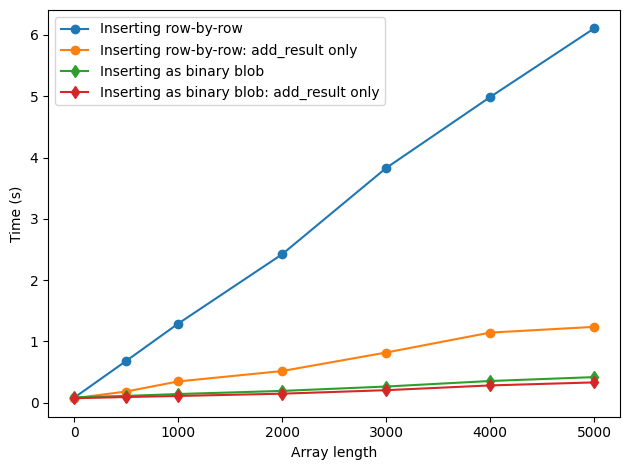 Inserting row-by-row
Inserting row-by-row: add_result only
Inserting as binary blob
Inserting as binary blob: add_result only
6
5
4
3
2
1
0
Time (s)
0 1000 2000 3000 4000 5000
Array length